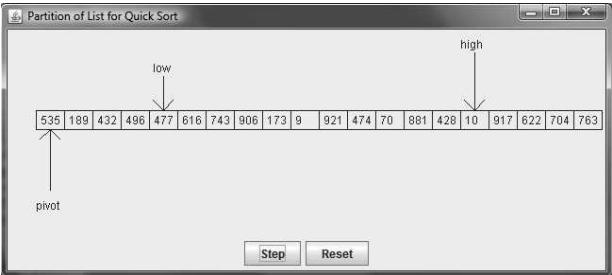 Partition of List for Quick Sort
high
low
535 189 432 496 477 616 743 906 173 9 921 474 70 881 428 10 917 622 704 763
pivot
Step Reset